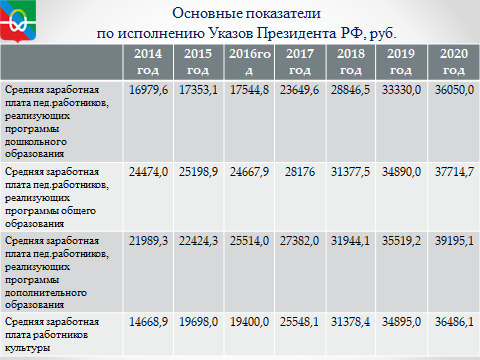 Основные показатели
по исполнению Указов Президента РФ, руб.
2014 год 2015 год 2016го д 2017 год 2018 год 2019 год 2020 год
Средняя заработная плата пед.работников, реализующих программы дошкольного образования 16979,6 17353,1 17544,8 23649,6 28846,5 33330,0 36050,0
Средняя заработная плата пед.работников, реализующих программы общего образования 24474,0 25198,9 24667,9 28176 31377,5 34890,0 37714,7
Средняя заработная плата пед.работников, реализующих программы дополнительного образования 21989,3 22424,3 25514,0 27382,0 31944,1 35519,2 39195,1
Средняя заработная плата работников культуры 14668,9 19698,0 19400,0 25548,1 31378,4 34895,0 36486,1